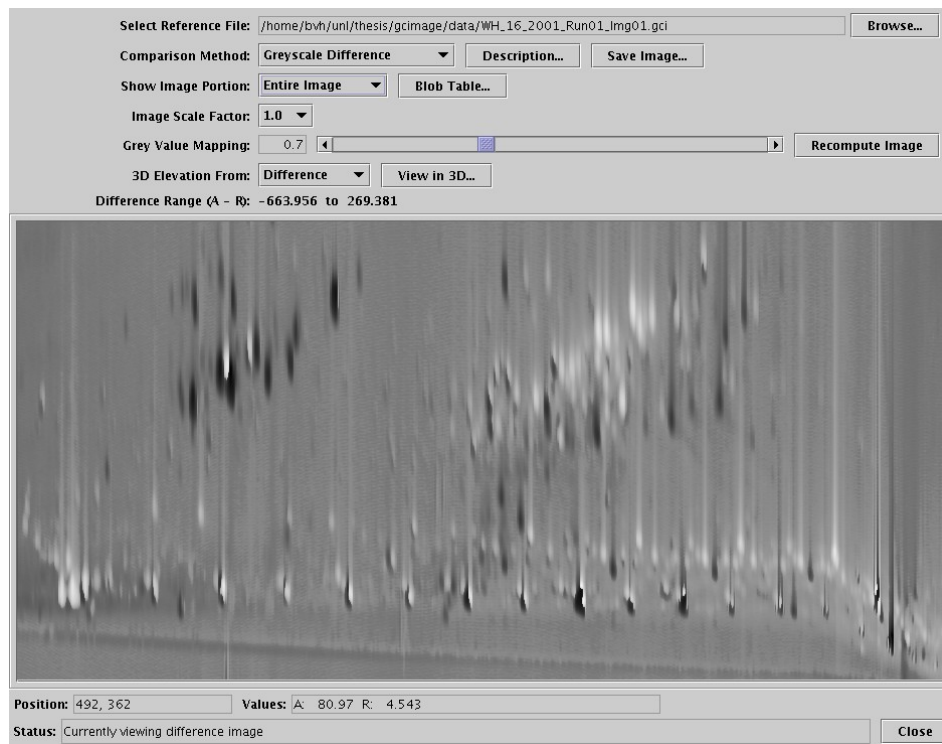 Select Reference File: /home/bvh/unl/thesis/gcimage/data/WH_16_2001_Run01_Img01.gci Browse...
Comparison Method: Greyscale Difference Description... Save Image...
Show Image Portion: Entire Image Blob Table...
Image Scale Factor: 1.0
Grey Value Mapping: 0.7 Recompute Image
3D Elevation From: Difference View in 3D...
Difference Range (A - R): -663.956 to 269.381
Position: 492, 362 Values: A: 80.97 R: 4.543
Status: Currently viewing difference image Close